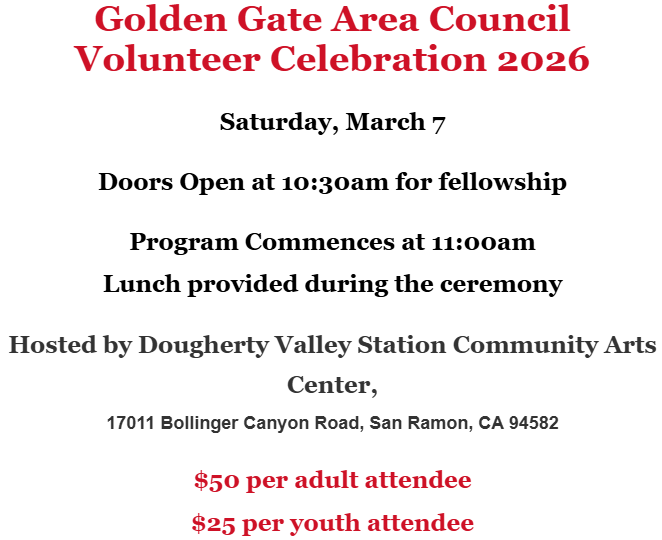 Golden Gate Area Council
Volunteer Celebration 2026
Saturday, March 7
Doors Open at 10:30am for fellowship
Program Commences at 11:00am
Lunch provided during the ceremony
Hosted by Dougherty Valley Station Community Arts
Center,
17011 Bollinger Canyon Road, San Ramon, CA 94582
$50 per adult attendee
$25 per youth attendee